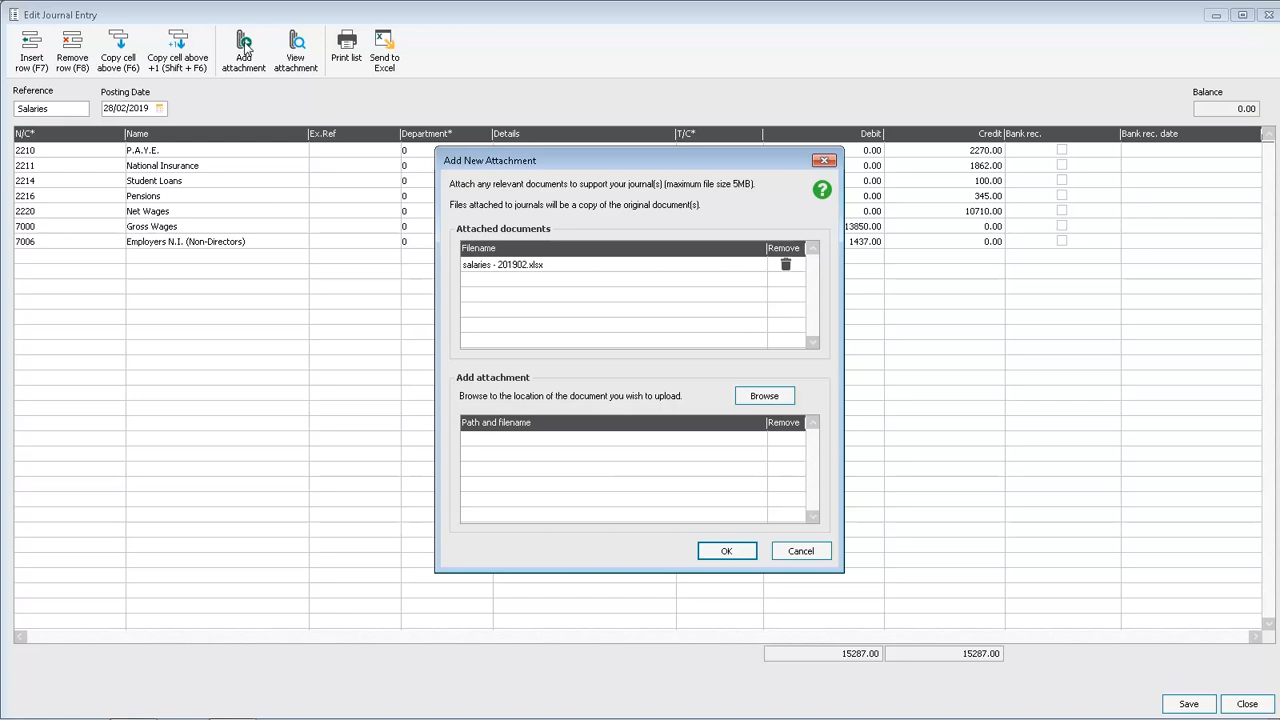 Edit Journal Entry
Insert row (F7)
Remove row (F8)
Copy cell above (F6)
Copy cell above +1 (Shift + F6)
Add attachment
View attachment
Print list
Send to Excel
Reference
Posting Date
Balance
Salaries
28/02/2019
0.00
N/C* Name Ex.Ref Department* Details T/C* Debit Credit Bank rec. Bank rec. date
2210 P.A.Y.E. 0 0.00 2270.00
2211 National Insurance 0 0.00 1862.00
2214 Student Loans 0 0.00 100.00
2216 Pensions 0 0.00 345.00
2220 Net Wages 0 0.00 10710.00
7000 Gross Wages 0 13850.00 0.00
7006 Employers N.I. (Non-Directors) 0 1437.00 0.00
Add New Attachment
Attach any relevant documents to support your journal(s) (maximum file size 5MB).
Files attached to journals will be a copy of the original document(s).
?
Attached documents
Filename Remove
salaries - 201902.xlsx
Add attachment
Browse to the location of the document you wish to upload.
Browse
Path and filename Remove
OK
Cancel
15287.00 15287.00
Save
Close